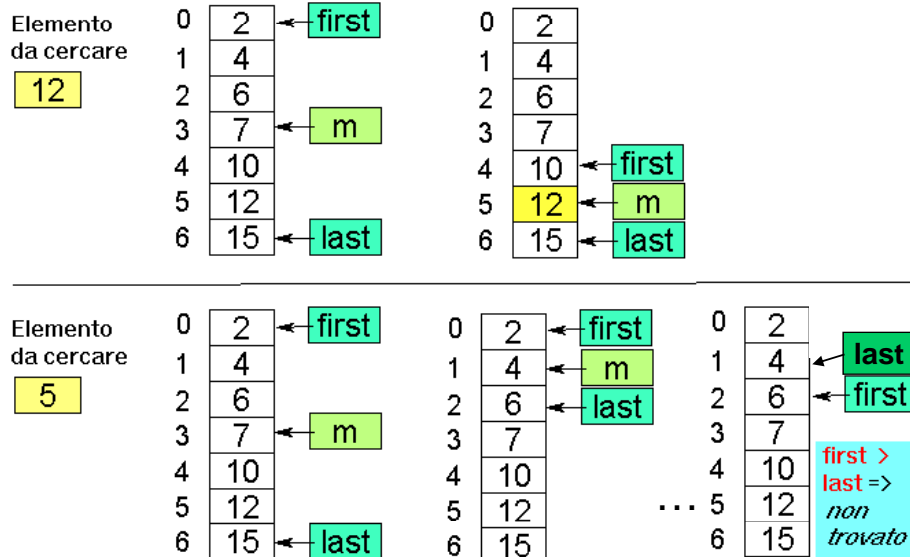 Elemento
da cercare
12
0 2 first
1 4
2 6
3 7 m
4 10
5 12
6 15 last
0 2
1 4
2 6
3 7
4 10 first
5 12 m
6 15 last
Elemento
da cercare
5
0 2 first
1 4
2 6
3 7 m
4 10
5 12
6 15 last
0 2 first
1 4 m
2 6 last
3 7
4 10
5 12
6 15
...
0 2
1 4 last
2 6 first
3 7
4 10
5 12
6 15
first >
last =>
non
trovato